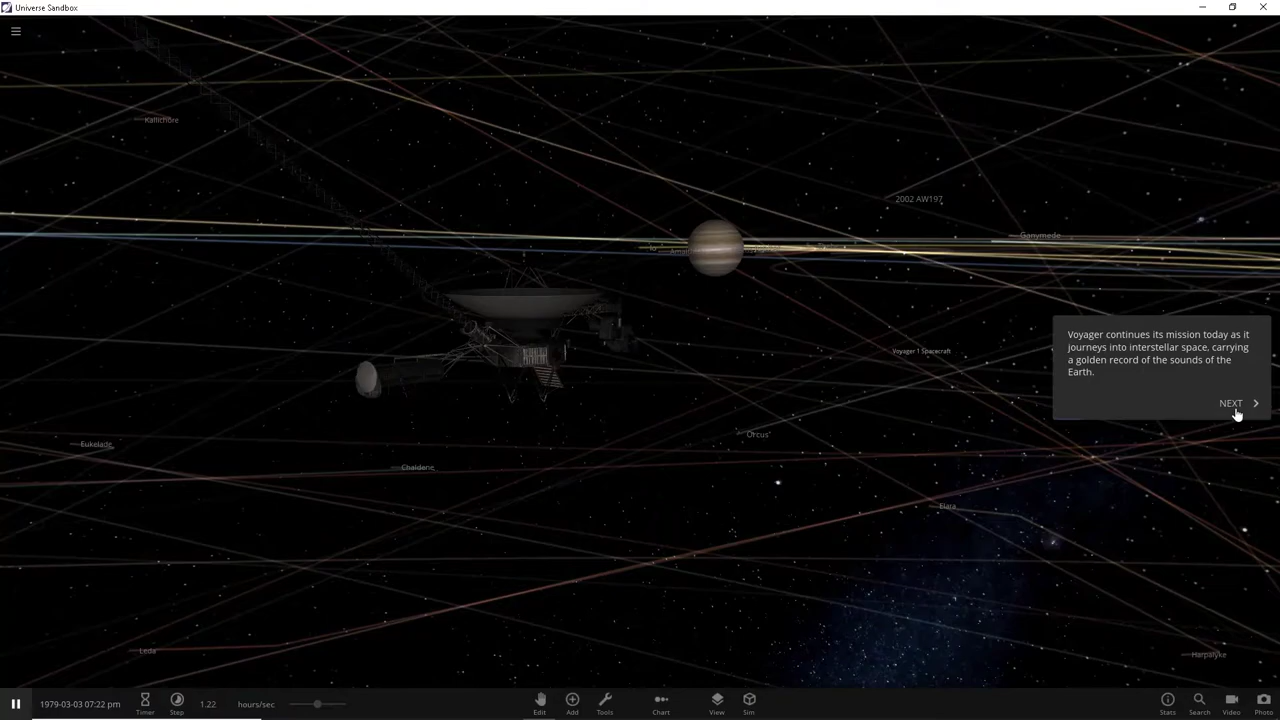 Universe Sandbox
Kallichore
2002 AW197
Ganymede
Io
Voyager continues its mission today as it
journeys into interstellar space, carrying
a golden record of the sounds of the
Earth.
NEXT
Voyager 1 Spacecraft
Orcus
Eukelade
Chaldene
Elara
Leda
Harpalyke
1979-03-03 07:22 pm
Timer
Step
1.22
hours/sec
Edit
Add
Tools
Chart
View
Sim
Stats
Search
Video
Photo